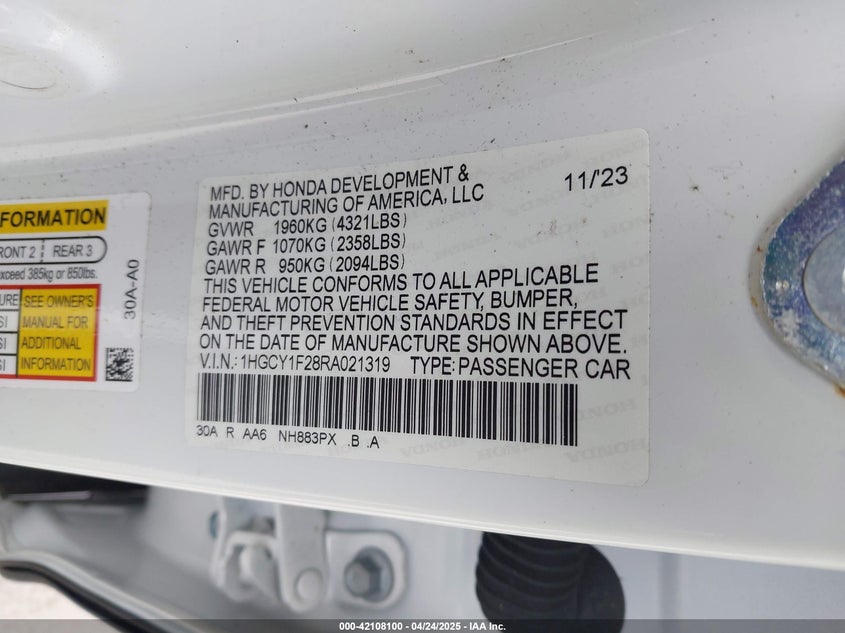 FORMATION
FRONT 2 REAR 3
exceed 385kg or 850lbs.
SEE OWNER'S
MANUAL FOR
ADDITIONAL
INFORMATION
30A-A0
MFD. BY HONDA DEVELOPMENT & 11/'23
MANUFACTURING OF AMERICA, LLC
GVWR 1960KG (4321LBS)
GAWR F 1070KG (2358LBS)
GAWR R 950KG (2094LBS)
THIS VEHICLE CONFORMS TO ALL APPLICABLE
FEDERAL MOTOR VEHICLE SAFETY, BUMPER,
AND THEFT PREVENTION STANDARDS IN EFFECT
ON THE DATE OF MANUFACTURE SHOWN ABOVE.
V.I.N.: 1HGCY1F28RA021319 TYPE: PASSENGER CAR
30A R AA6 NH883PX .B .A
000-42108100 - 04/24/2025 - IAA Inc.